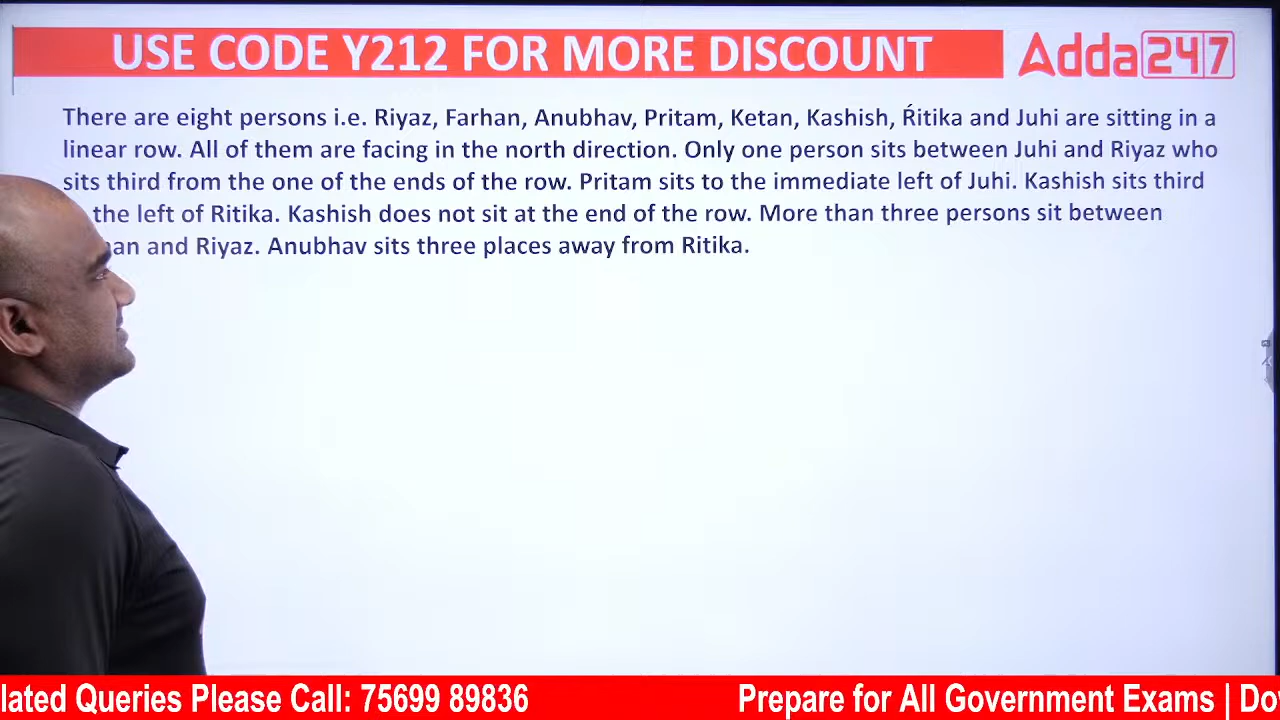 USE CODE Y212 FOR MORE DISCOUNT
Adda 247
There are eight persons i.e. Riyaz, Farhan, Anubhav, Pritam, Ketan, Kashish, Ŕitika and Juhi are sitting in a
linear row. All of them are facing in the north direction. Only one person sits between Juhi and Riyaz who
sits third from the one of the ends of the row. Pritam sits to the immediate left of Juhi. Kashish sits third
the left of Ritika. Kashish does not sit at the end of the row. More than three persons sit between
han and Riyaz. Anubhav sits three places away from Ritika.
lated Queries Please Call: 75699 89836
Prepare for All Government Exams | Do